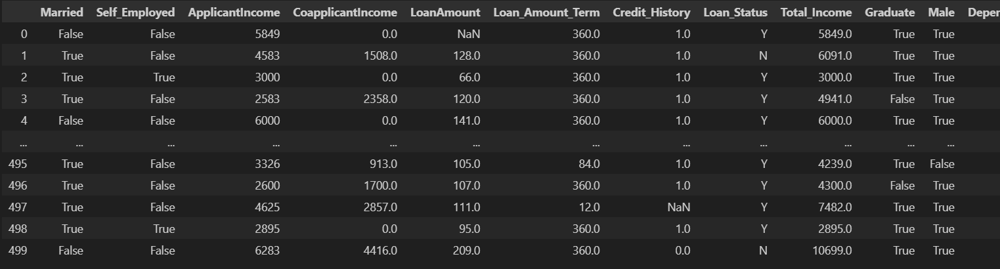 Married Self_Employed ApplicantIncome CoapplicantIncome LoanAmount Loan_Amount_Term Credit_History Loan_Status Total_Income Graduate Male Deper
0 False False 5849 0.0 NaN 360.0 1.0 Y 5849.0 True True
1 True False 4583 1508.0 128.0 360.0 1.0 N 6091.0 True True
2 True True 3000 0.0 66.0 360.0 1.0 Y 3000.0 True True
3 True False 2583 2358.0 120.0 360.0 1.0 Y 4941.0 False True
4 False False 6000 0.0 141.0 360.0 1.0 Y 6000.0 True True
... ... ... ... ... ... ... ... ... ... ... ...
495 True False 3326 913.0 105.0 84.0 1.0 Y 4239.0 True False
496 True False 2600 1700.0 107.0 360.0 1.0 Y 4300.0 False True
497 True False 4625 2857.0 111.0 12.0 NaN Y 7482.0 True True
498 True True 2895 0.0 95.0 360.0 1.0 Y 2895.0 True True
499 False False 6283 4416.0 209.0 360.0 0.0 N 10699.0 True True